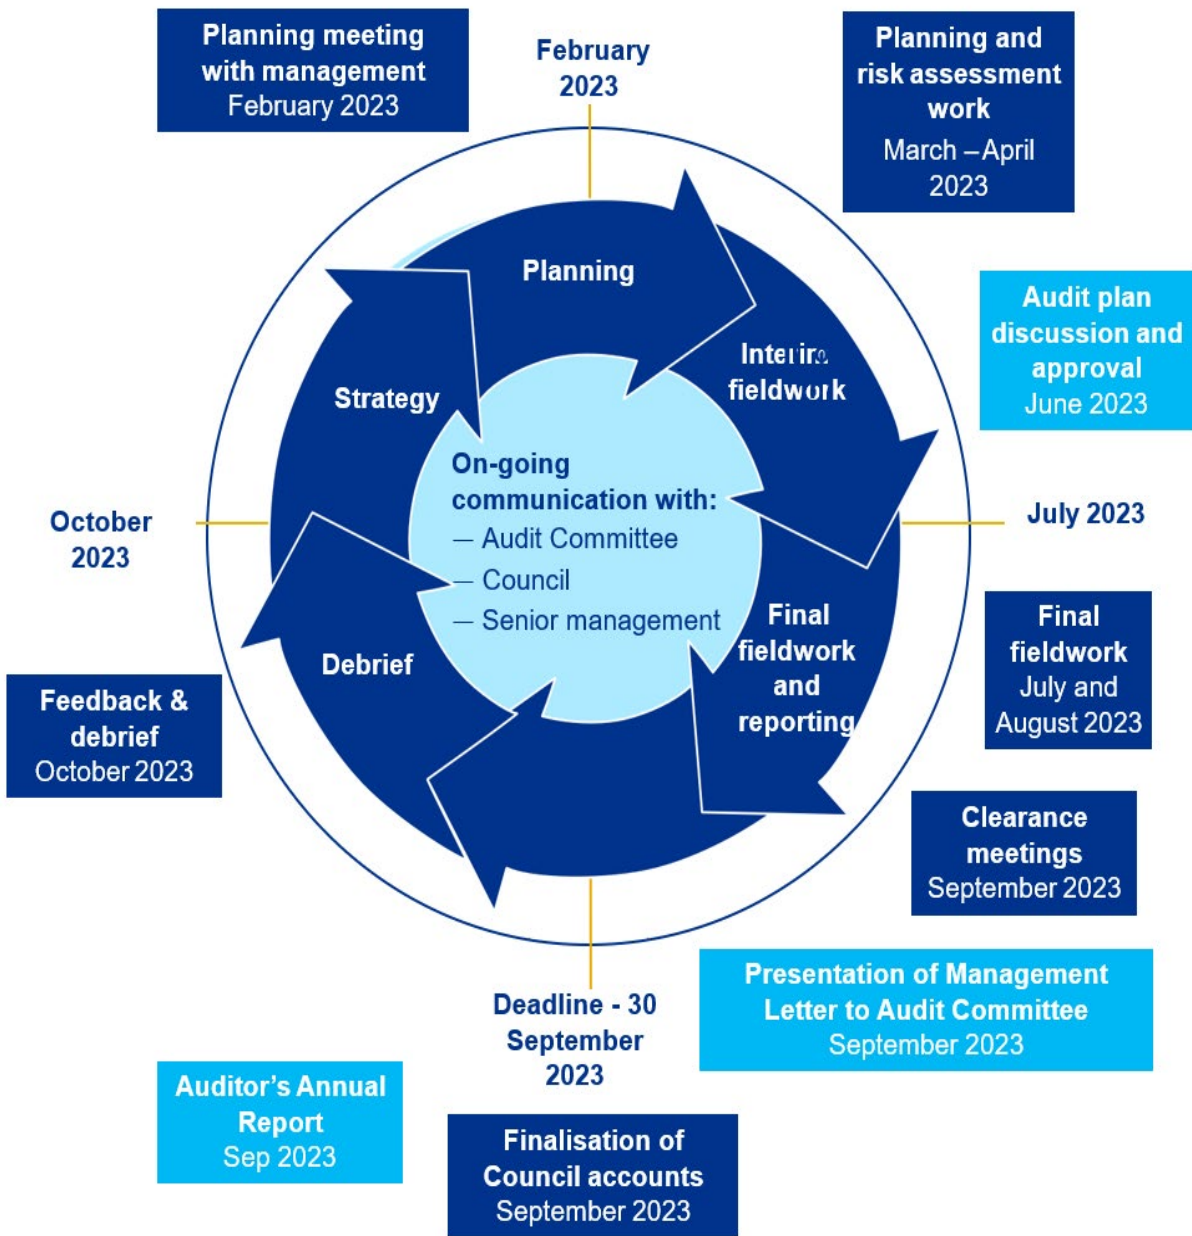 Planning meeting
with management
February 2023
February
2023
Planning and
risk assessment
work
March – April
2023
Audit plan
discussion and
approval
June 2023
July 2023
Final
fieldwork
July and
August 2023
Clearance
meetings
September 2023
Presentation of Management
Letter to Audit Committee
September 2023
Deadline - 30
September
2023
Finalisation of
Council accounts
September 2023
Auditor's Annual
Report
Sep 2023
Feedback &
debrief
October 2023
October
2023
Strategy
Planning
Interim
fieldwork
Final
fieldwork
and
reporting
Debrief
On-going
communication with:
— Audit Committee
— Council
— Senior management